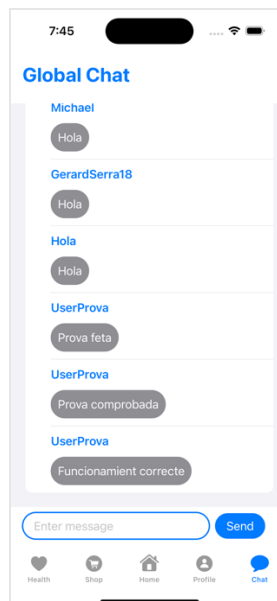 7:45
Global Chat
Michael
Hola
GerardSerra18
Hola
Hola
Hola
UserProva
Prova feta
UserProva
Prova comprobada
UserProva
Funcionamient correcte
Enter message
Send
Health
Shop
Home
Profile
Chat